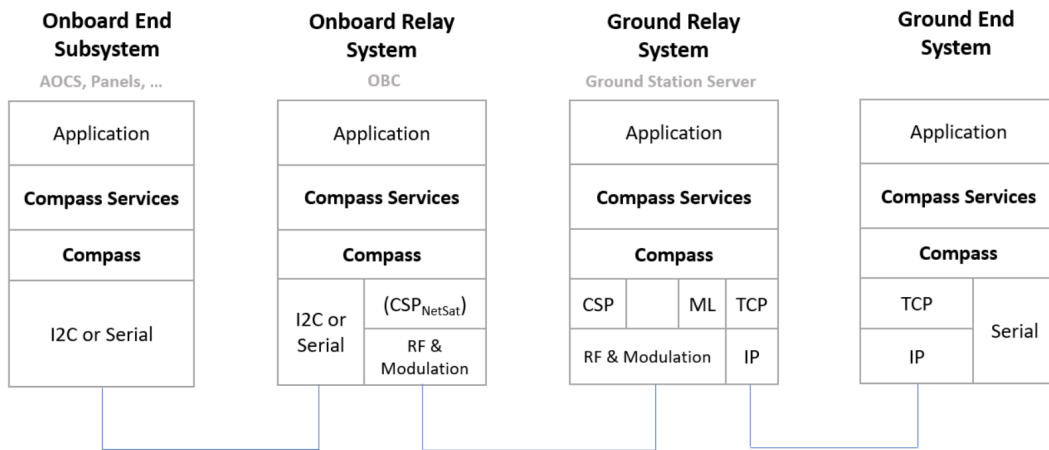 Onboard End
Subsystem
AOCS, Panels, ...
Application
Compass Services
Compass
I2C or Serial
Onboard Relay
System
OBC
Application
Compass Services
Compass
I2C or
Serial
(CSPNetSat)
RF &
Modulation
Ground Relay
System
Ground Station Server
Application
Compass Services
Compass
CSP
ML
TCP
RF & Modulation
IP
Ground End
System
Application
Compass Services
Compass
TCP
IP
Serial